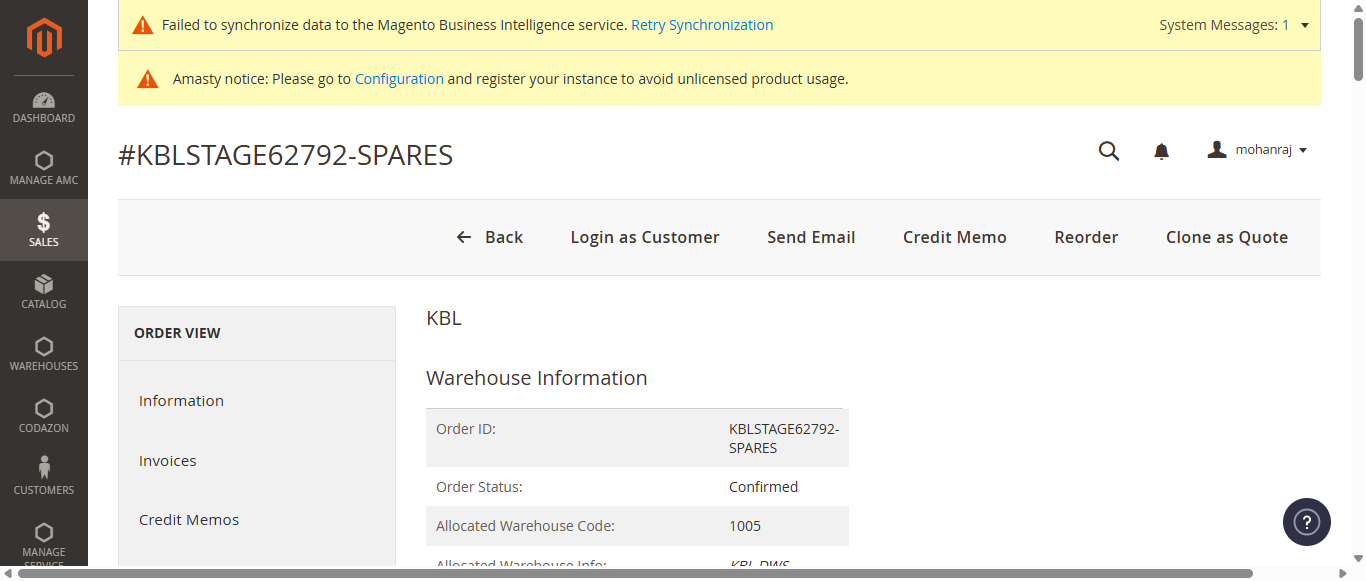 Failed to synchronize data to the Magento Business Intelligence service. Retry Synchronization
System Messages: 1
Amasty notice: Please go to Configuration and register your instance to avoid unlicensed product usage.
#KBLSTAGE62792-SPARES
mohanraj
DASHBOARD
MANAGE AMC
SALES
CATALOG
WAREHOUSES
CODAZON
CUSTOMERS
MANAGE
SERVICE
Back
Login as Customer
Send Email
Credit Memo
Reorder
Clone as Quote
ORDER VIEW
Information
Invoices
Credit Memos
KBL
Warehouse Information
Order ID: KBLSTAGE62792-
SPARES
Order Status: Confirmed
Allocated Warehouse Code: 1005
Allocated Warehouse Info: KBL DWS